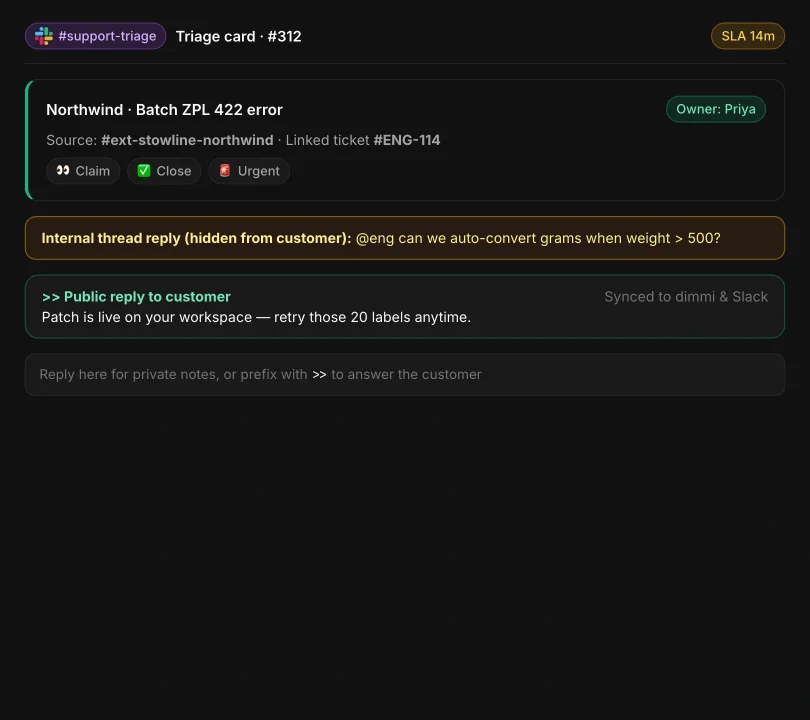 #support-triage Triage card · #312 SLA 14m
Northwind · Batch ZPL 422 error Owner: Priya
Source: #ext-stowline-northwind · Linked ticket #ENG-114
👀 Claim ✅ Close 🚨 Urgent
Internal thread reply (hidden from customer): @eng can we auto-convert grams when weight > 500?
>> Public reply to customer Synced to dimmi & Slack
Patch is live on your workspace — retry those 20 labels anytime.
Reply here for private notes, or prefix with >> to answer the customer